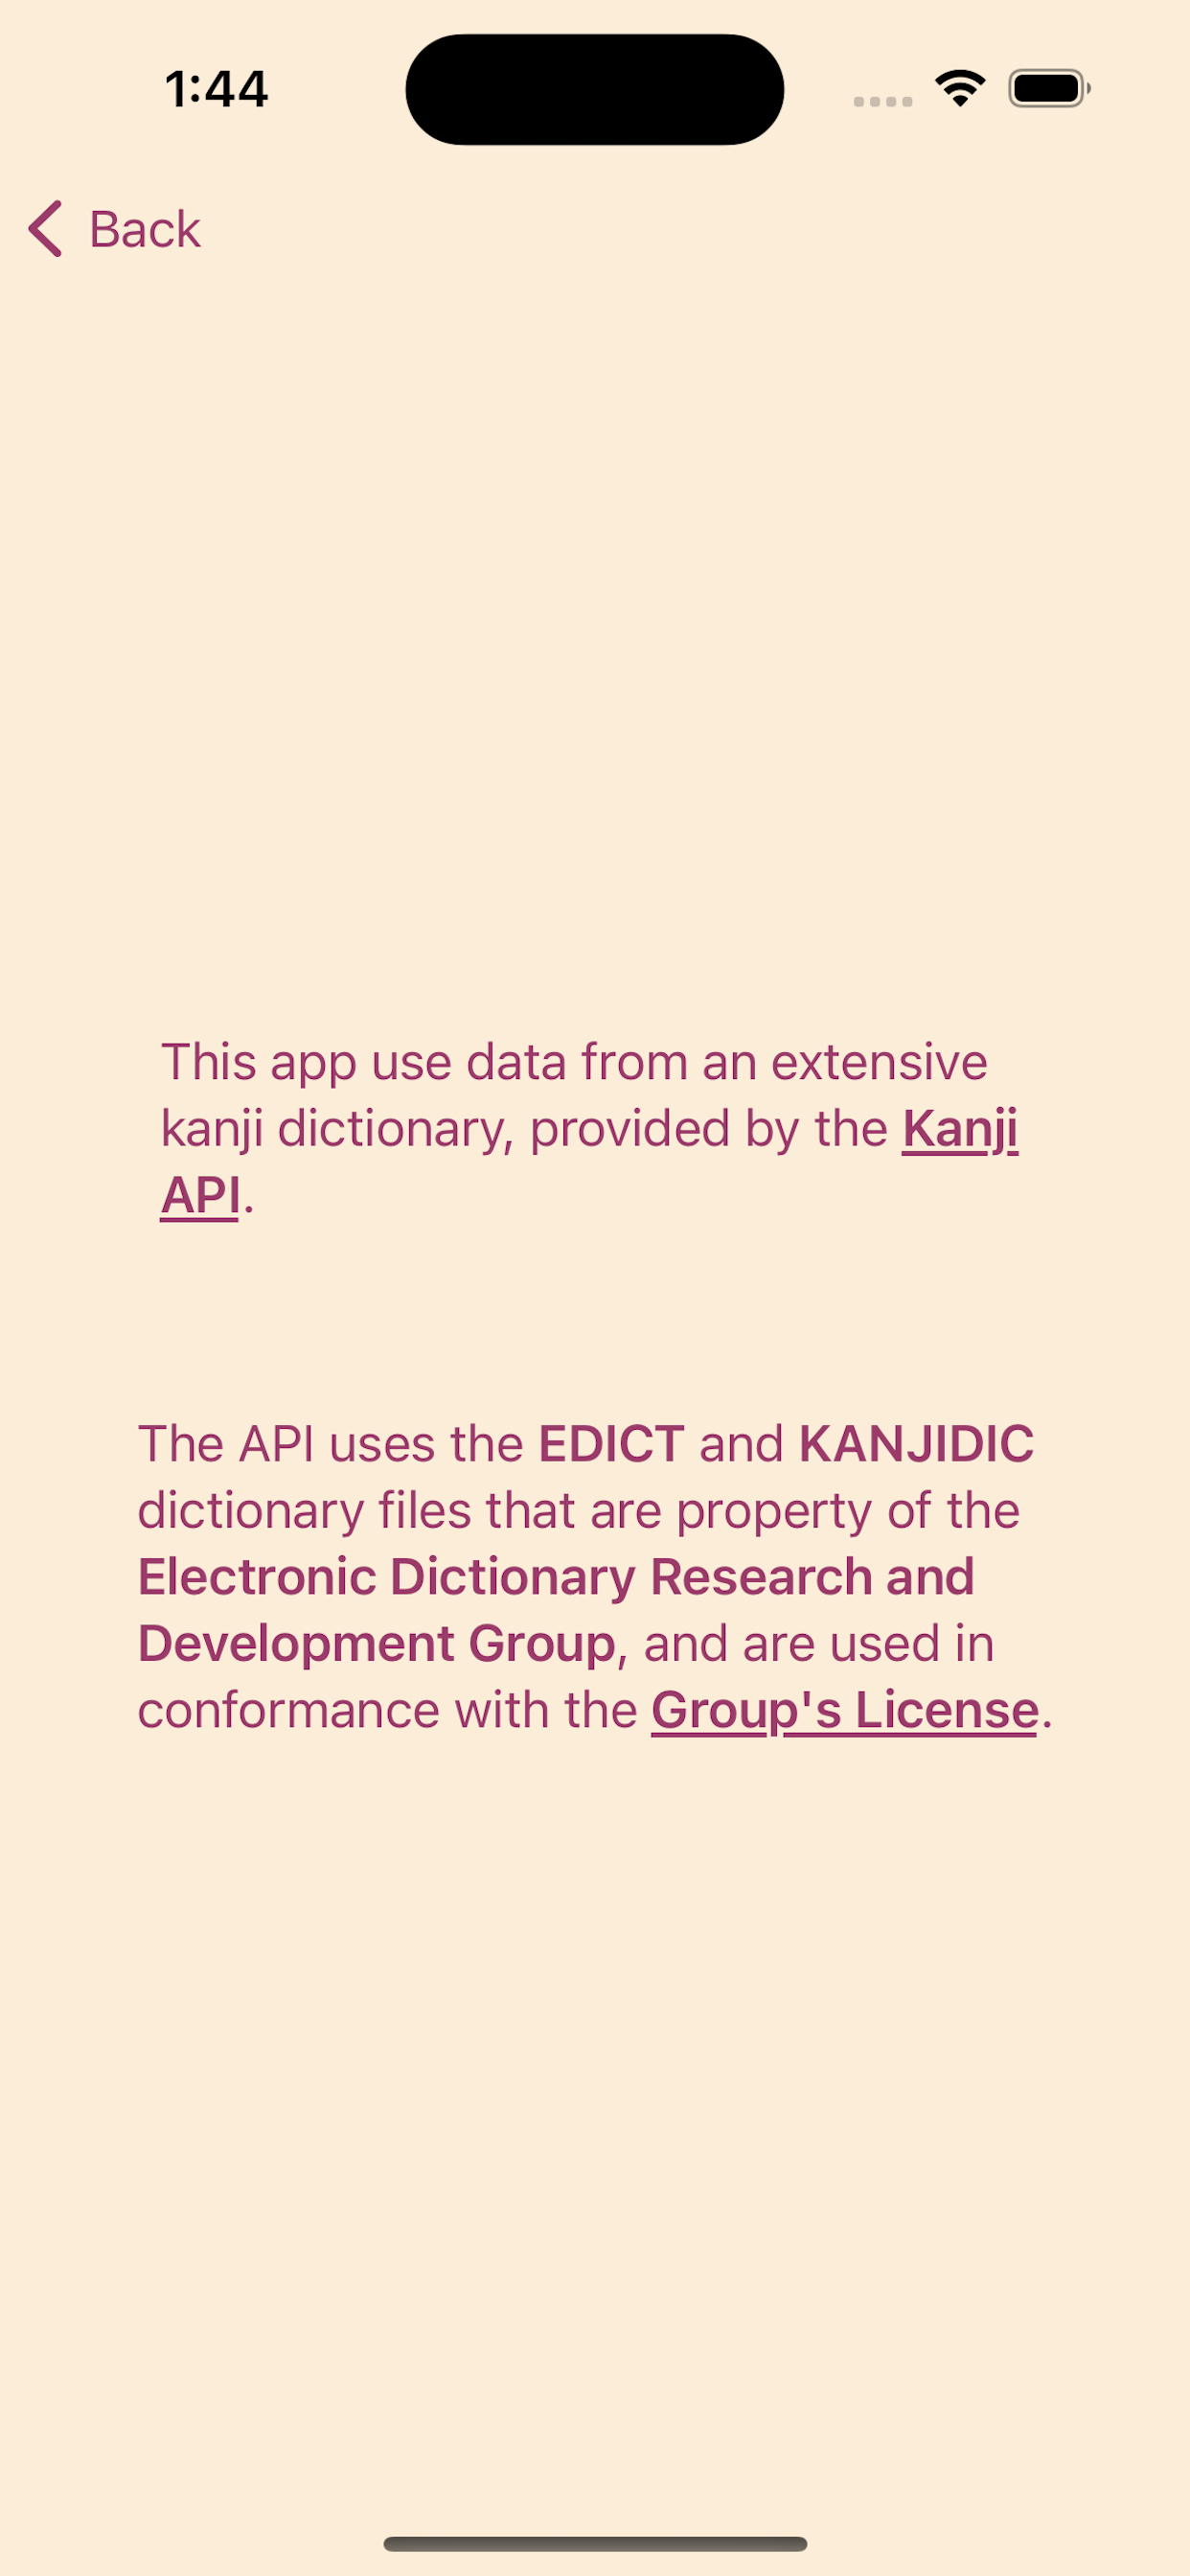 1:44
Back
This app use data from an extensive
kanji dictionary, provided by the Kanji
API.
The API uses the EDICT and KANJIDIC
dictionary files that are property of the
Electronic Dictionary Research and
Development Group, and are used in
conformance with the Group's License.